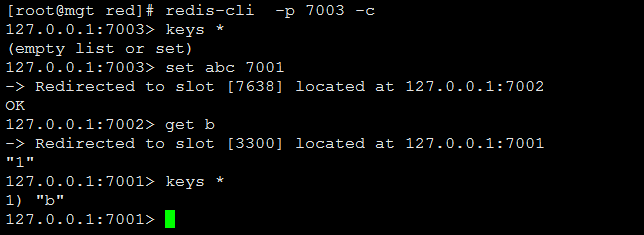 [root@mgt red]# redis-cli  -p 7003 -c
127.0.0.1:7003> keys *
(empty list or set)
127.0.0.1:7003> set abc 7001
-> Redirected to slot [7638] located at 127.0.0.1:7002
OK
127.0.0.1:7002> get b
-> Redirected to slot [3300] located at 127.0.0.1:7001
"1"
127.0.0.1:7001> keys *
1) "b"
127.0.0.1:7001>